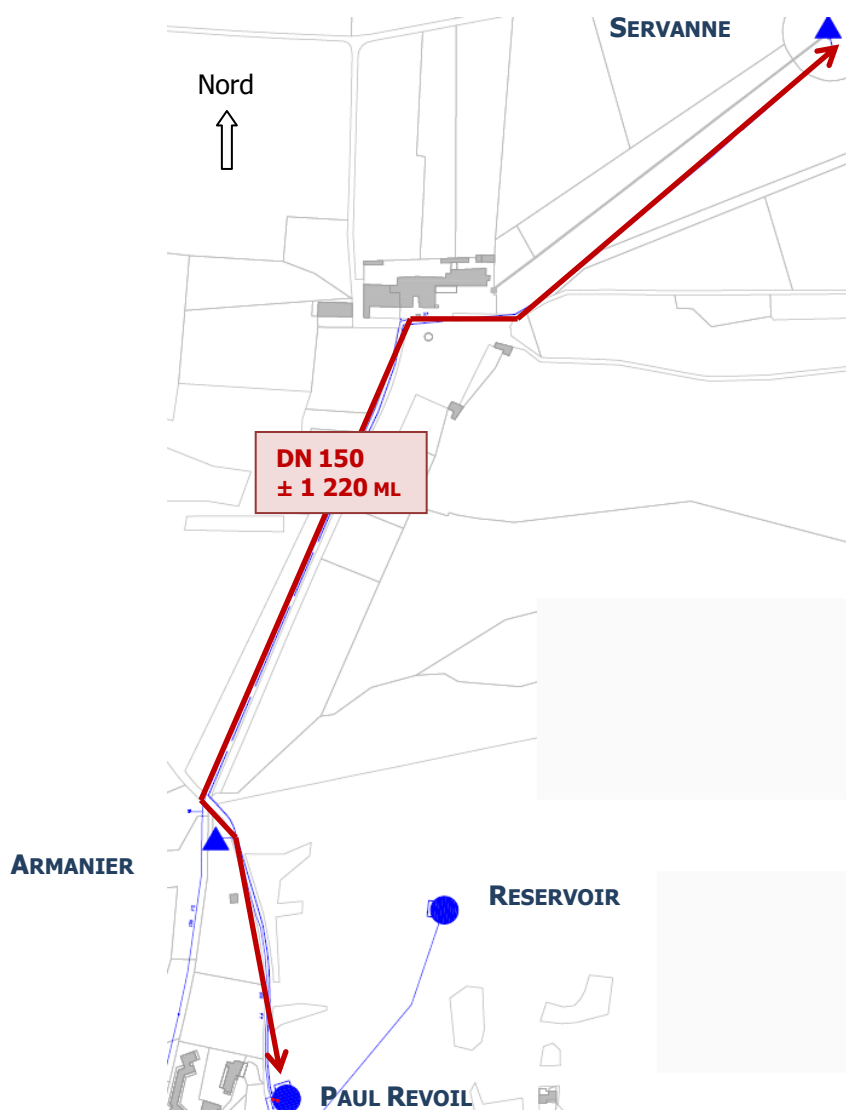 SERVANNE
Nord
DN 150
± 1 220 ML
ARMANIER
RESERVOIR
PAUL REVOIL